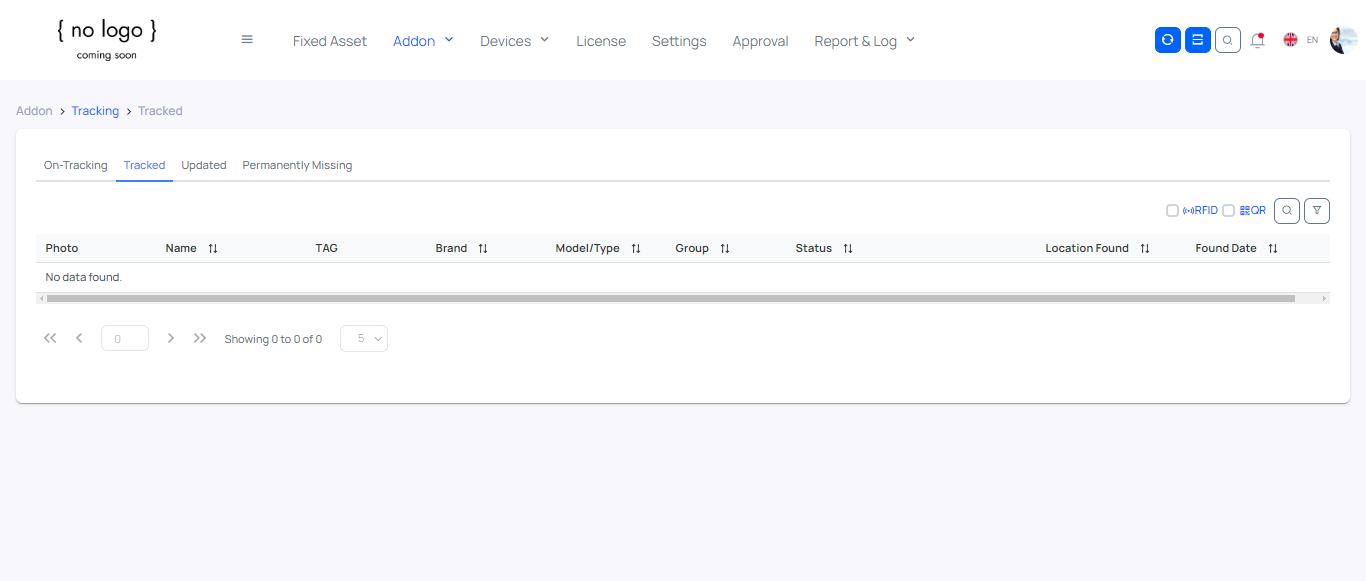 { no logo }
coming soon
Fixed Asset Addon Devices License Settings Approval Report & Log EN
Addon > Tracking > Tracked
On-Tracking Tracked Updated Permanently Missing
RFID QR
Photo Name TAG Brand Model/Type Group Status Location Found Found Date
No data found.
0 Showing 0 to 0 of 0 5